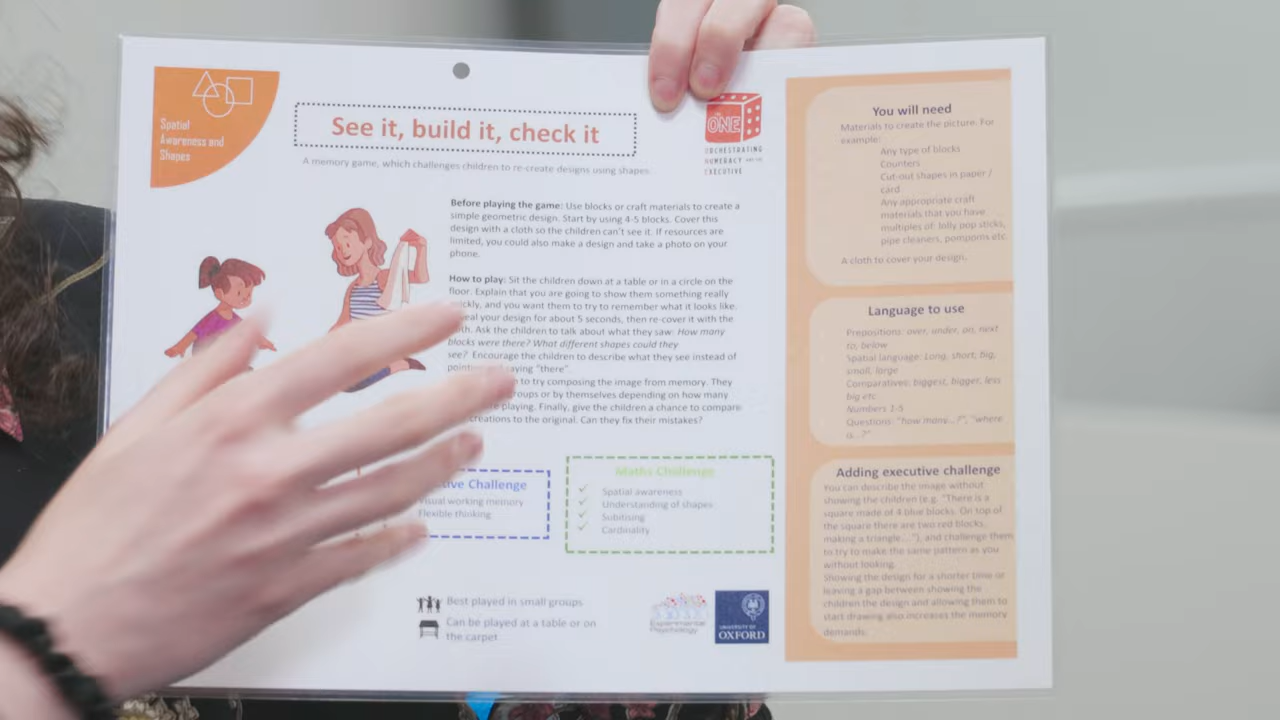 Spatial
Awareness and
Shapes
See it, build it, check it
A memory game, which challenges children to re-create designs using shapes.
THE ONE
ORCHESTRATING
NUMERACY AND THE
EXECUTIVE
Before playing the game: Use blocks or craft materials to create a
simple geometric design. Start by using 4-5 blocks. Cover this
design with a cloth so the children can't see it. If resources are
limited, you could also make a design and take a photo on your
phone.
How to play: Sit the children down at a table or in a circle on the
floor. Explain that you are going to show them something really
quickly, and you want them to try to remember what it looks like.
your design for about 5 seconds, then re-cover it with the
Ask the children to talk about what they saw: How many
blocks were there? What different shapes could they
see? Encourage the children to describe what they see instead of
saying "there".
to try composing the image from memory. They
groups or by themselves depending on how many
playing. Finally, give the children a chance to compare
creations to the original. Can they fix their mistakes?
Challenge
Visual working memory
Flexible thinking
Maths Challenge
Spatial awareness
Understanding of shapes
Subitising
Cardinality
Best played in small groups
Can be played at a table or on
the carpet
Experimental
Psychology
UNIVERSITY OF
OXFORD
You will need
Materials to create the picture. For
example:
Any type of blocks
Counters
Cut-out shapes in paper /
card
Any appropriate craft
materials that you have
multiples of: lolly pop sticks,
pipe cleaners, pompoms etc.
A cloth to cover your design.
Language to use
Prepositions: over, under, on, next
to, below
Spatial language: Long, short, big,
small, large
Comparatives: biggest, bigger, less
big etc
Numbers 1-5
Questions: "how many...?", "where
is...?"
Adding executive challenge
You can describe the image without
showing the children (e.g. "There is a
square made of 4 blue blocks. On top of
the square there are two red blocks,
making a triangle..."), and challenge them
to try to make the same pattern as you
without looking.
Showing the design for a shorter time or
leaving a gap between showing the
children the design and allowing them to
start drawing also increases the memory
demands.